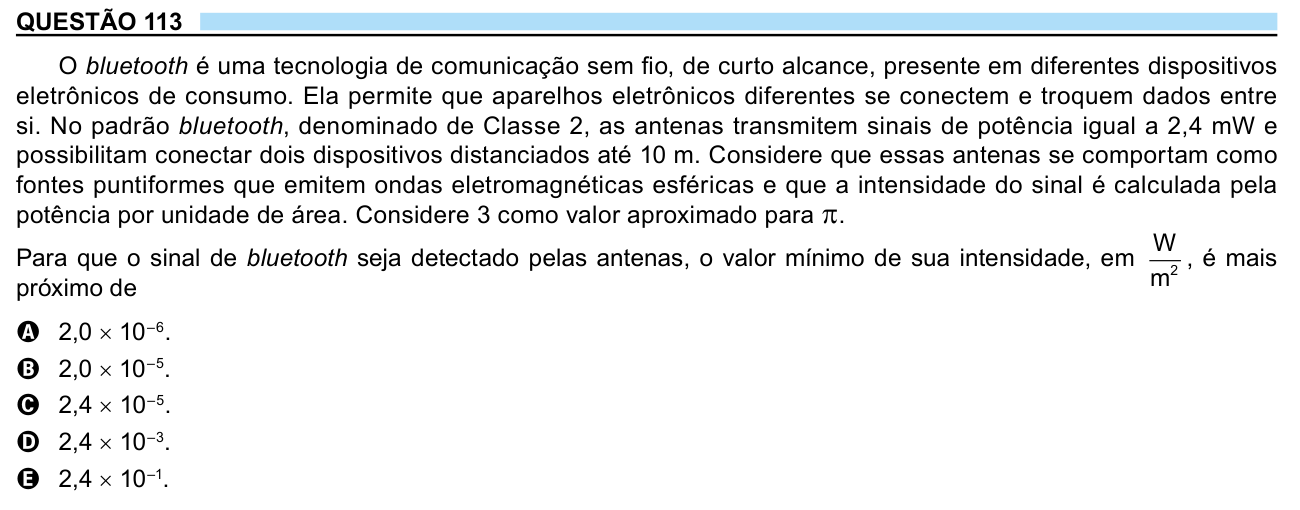 QUESTÃO 113
O bluetooth é uma tecnologia de comunicação sem fio, de curto alcance, presente em diferentes dispositivos
eletrônicos de consumo. Ela permite que aparelhos eletrônicos diferentes se conectem e troquem dados entre
si. No padrão bluetooth, denominado de Classe 2, as antenas transmitem sinais de potência igual a 2,4 mW e
possibilitam conectar dois dispositivos distanciados até 10 m. Considere que essas antenas se comportam como
fontes puntiformes que emitem ondas eletromagnéticas esféricas e que a intensidade do sinal é calculada pela
potência por unidade de área. Considere 3 como valor aproximado para π.
Para que o sinal de bluetooth seja detectado pelas antenas, o valor mínimo de sua intensidade, em W/m², é mais
próximo de
A 2,0 × 10⁻⁶.
B 2,0 × 10⁻⁵.
C 2,4 × 10⁻⁵.
D 2,4 × 10⁻³.
E 2,4 × 10⁻¹.